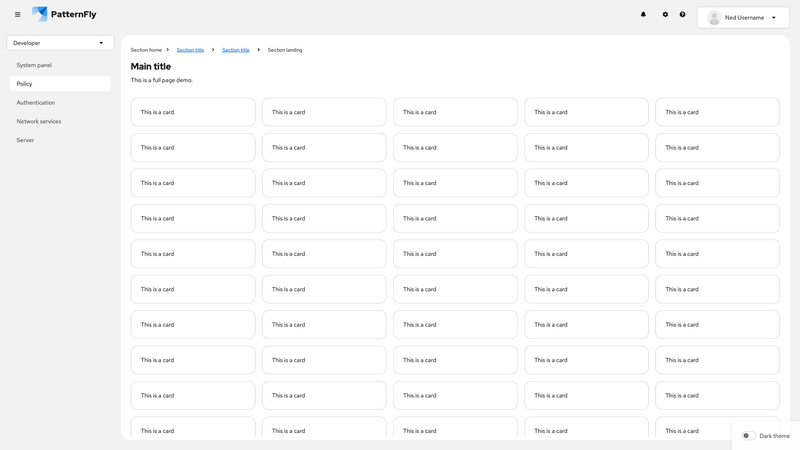 PatternFly
Ned Username
Developer
System panel
Policy
Authentication
Network services
Server
Section home Section title Section title Section landing
Main title
This is a full page demo.
This is a card This is a card This is a card This is a card This is a card
This is a card This is a card This is a card This is a card This is a card
This is a card This is a card This is a card This is a card This is a card
This is a card This is a card This is a card This is a card This is a card
This is a card This is a card This is a card This is a card This is a card
This is a card This is a card This is a card This is a card This is a card
This is a card This is a card This is a card This is a card This is a card
This is a card This is a card This is a card This is a card This is a card
This is a card This is a card This is a card This is a card This is a card
This is a card This is a card This is a card This is a card This is a card
Dark theme